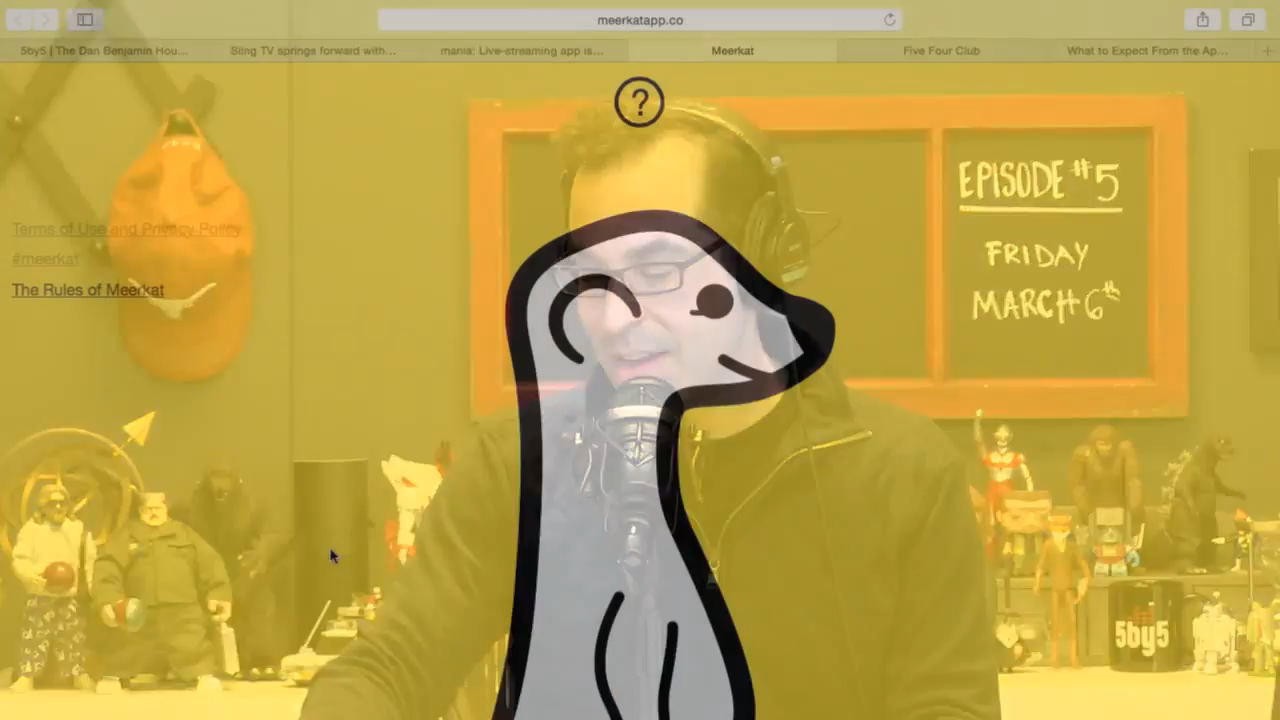 meerkatapp.co
5by5 | The Dan Benjamin Hou...
Sling TV springs forward with...
mania: Live-streaming app is...
Meerkat
Five Four Club
What to Expect From the Ap...
?
EPISODE #5
FRIDAY
MARCH 6th
Terms of Use and Privacy Policy
#meerkat
The Rules of Meerkat
5by5